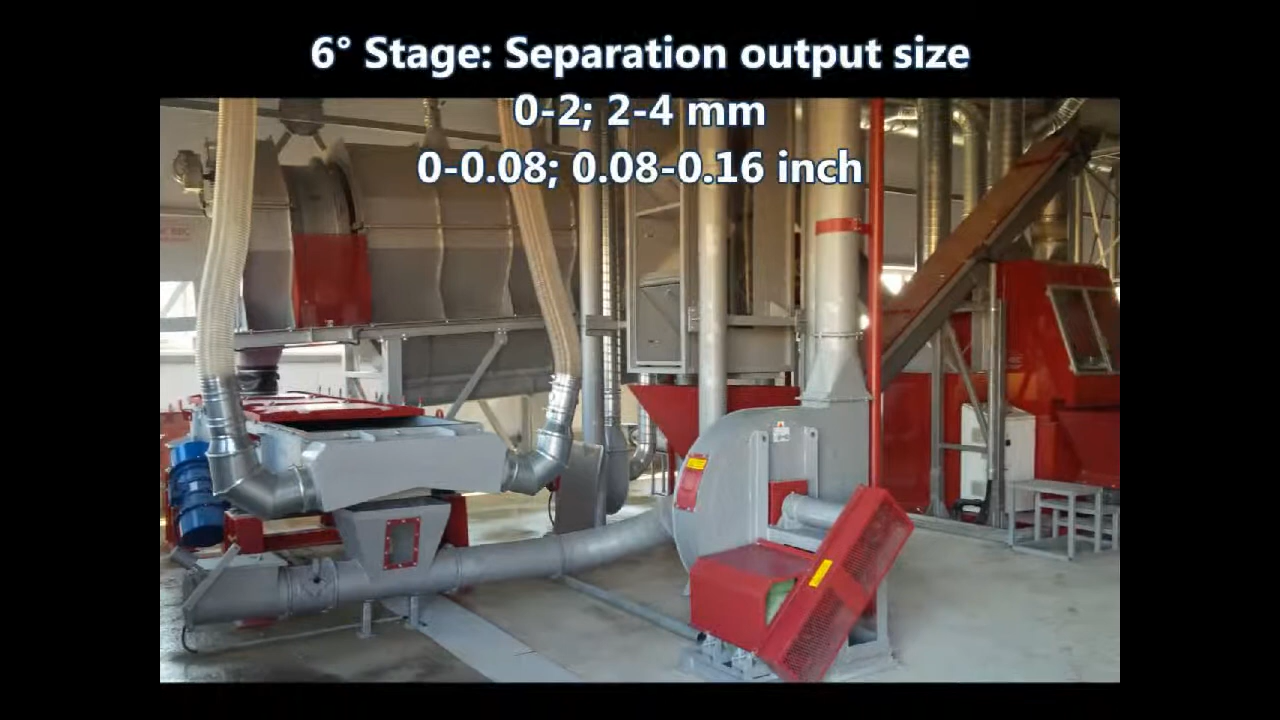 6° Stage: Separation output size
0-2; 2-4 mm
0-0.08; 0.08-0.16 inch